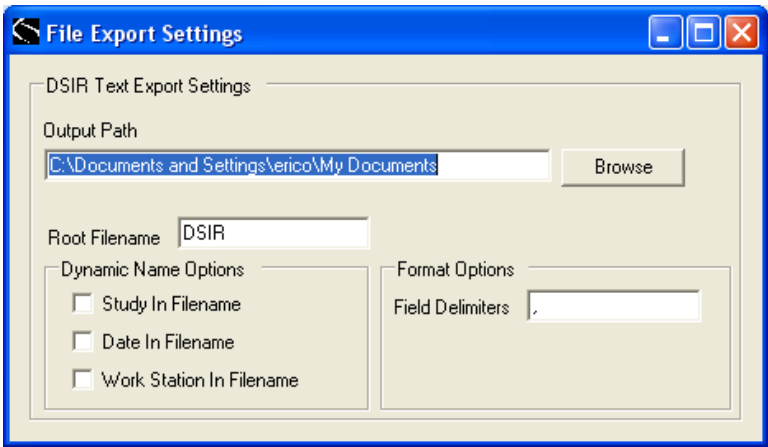 File Export Settings
DSIR Text Export Settings
Output Path
C:\Documents and Settings\erico\My Documents
Browse
Root Filename DSIR
Dynamic Name Options
Study In Filename
Date In Filename
Work Station In Filename
Format Options
Field Delimiters ,